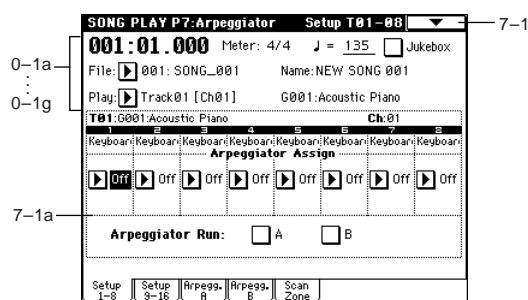 SONG PLAY P7:Arpeggiator Setup T01-08
7–1
001:01.000 Meter: 4/4 ♩ = 135 Jukebox
0–1a
File: 001: SONG_001 Name:NEW SONG 001
:
0–1g
Play: Track01 [Ch01] G001:Acoustic Piano
T01:G001:Acoustic Piano Ch:01
1 2 3 4 5 6 7 8
Keyboar Keyboar Keyboar Keyboar Keyboar Keyboar Keyboar Keyboar
Arpeggiator Assign
Off Off Off Off Off Off Off Off
7–1a
Arpeggiator Run: A B
Setup 1-8 Setup 9-16 Arpegg. A Arpegg. B Scan Zone